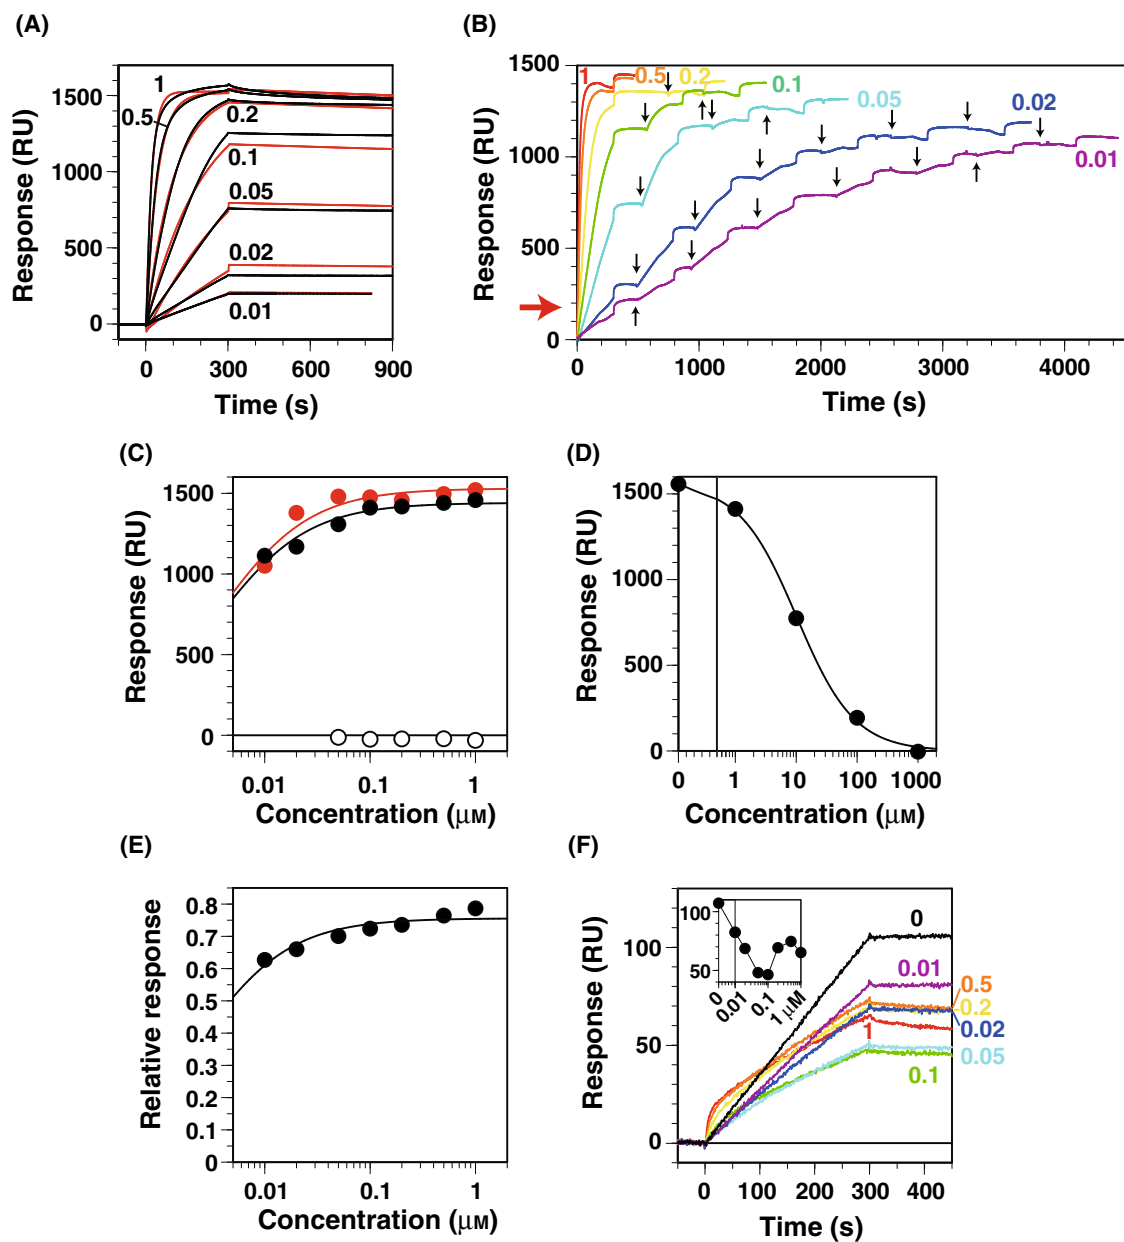 (A)
Response (RU)
1500
1000
500
0
1
0.5
0.2
0.1
0.05
0.02
0.01
0 300 600 900
Time (s)
(B)
Response (RU)
1500
1000
500
0
1 0.5 0.2 0.1 0.05 0.02 0.01
0 1000 2000 3000 4000
Time (s)
(C)
Response (RU)
1500
1000
500
0
0.01 0.1 1
Concentration (μM)
(D)
Response (RU)
1500
1000
500
0
0 1 10 100 1000
Concentration (μM)
(E)
Relative response
0.8
0.7
0.6
0.5
0.4
0.3
0.2
0.1
0
0.01 0.1 1
Concentration (μM)
(F)
Response (RU)
100
50
0
100
50
0 0.01 0.1 1 μM
0
0.01
0.5
0.2
0.02
1
0.05
0.1
0 100 200 300 400
Time (s)